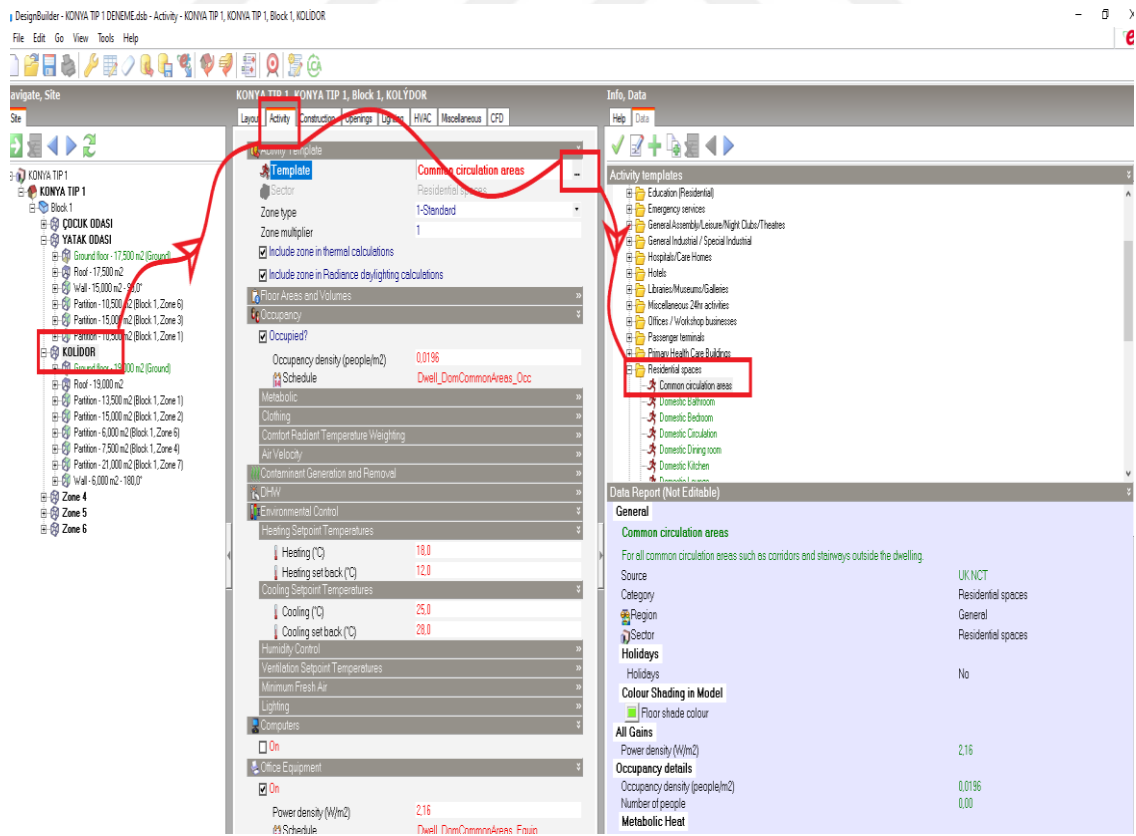 DesignBuilder - KONYA TIP 1 DENEME.dsb - Activity - KONYA TIP 1, KONYA TIP 1, Block 1, KOLİDOR
File Edit Go View Tools Help
avigate, Site
Site
KONYA TIP 1
KONYA TIP 1
Block 1
ÇOCUK ODASI
YATAK ODASI
Ground floor - 17,500 m2 (Ground)
Roof - 17,500 m2
Wall - 15,000 m2 - 90,0°
Partition - 10,500 m2 (Block 1, Zone 6)
Partition - 15,000 m2 (Block 1, Zone 3)
Partition - 10,500 m2 (Block 1, Zone 1)
KOLİDOR
Ground floor - 19,000 m2 (Ground)
Roof - 19,000 m2
Partition - 13,500 m2 (Block 1, Zone 1)
Partition - 15,000 m2 (Block 1, Zone 2)
Partition - 6,000 m2 (Block 1, Zone 6)
Partition - 7,500 m2 (Block 1, Zone 4)
Partition - 21,000 m2 (Block 1, Zone 7)
Wall - 6,000 m2 - 180,0°
Zone 4
Zone 5
Zone 6
KONYA TIP 1, KONYA TIP 1, Block 1, KOLÝDOR
Layout Activity Construction Openings Lighting HVAC Miscellaneous CFD
Activity Template
Template Common circulation areas ...
Sector Residential spaces
Zone type 1-Standard
Zone multiplier 1
Include zone in thermal calculations
Include zone in Radiance daylighting calculations
Floor Areas and Volumes
Occupancy
Occupied?
Occupancy density (people/m2) 0,0196
Schedule Dwell_DomCommonAreas_Occ
Metabolic
Clothing
Comfort Radiant Temperature Weighting
Air Velocity
Contaminant Generation and Removal
DHW
Environmental Control
Heating Setpoint Temperatures
Heating (°C) 18,0
Heating set back (°C) 12,0
Cooling Setpoint Temperatures
Cooling (°C) 25,0
Cooling set back (°C) 28,0
Humidity Control
Ventilation Setpoint Temperatures
Minimum Fresh Air
Lighting
Computers
On
Office Equipment
On
Power density (W/m2) 2,16
Schedule Dwell_DomCommonAreas_Equip
Info, Data
Help Data
Activity templates
Education (Residential)
Emergency services
General Assembly/Leisure/Night Clubs/Theatres
General Industrial / Special Industrial
Hospitals/Care Homes
Hotels
Libraries/Museums/Galleries
Miscellaneous 24hr activities
Offices / Workshop businesses
Passenger terminals
Primary Health Care Buildings
Residential spaces
Common circulation areas
Domestic Bathroom
Domestic Bedroom
Domestic Circulation
Domestic Dining room
Domestic Kitchen
Domestic Lounge
Data Report (Not Editable)
General
Common circulation areas
For all common circulation areas such as corridors and stairways outside the dwelling.
Source UK NCT
Category Residential spaces
Region General
Sector Residential spaces
Holidays
Holidays No
Colour Shading in Model
Floor shade colour
All Gains
Power density (W/m2) 2,16
Occupancy details
Occupancy density (people/m2) 0,0196
Number of people 0,00
Metabolic Heat